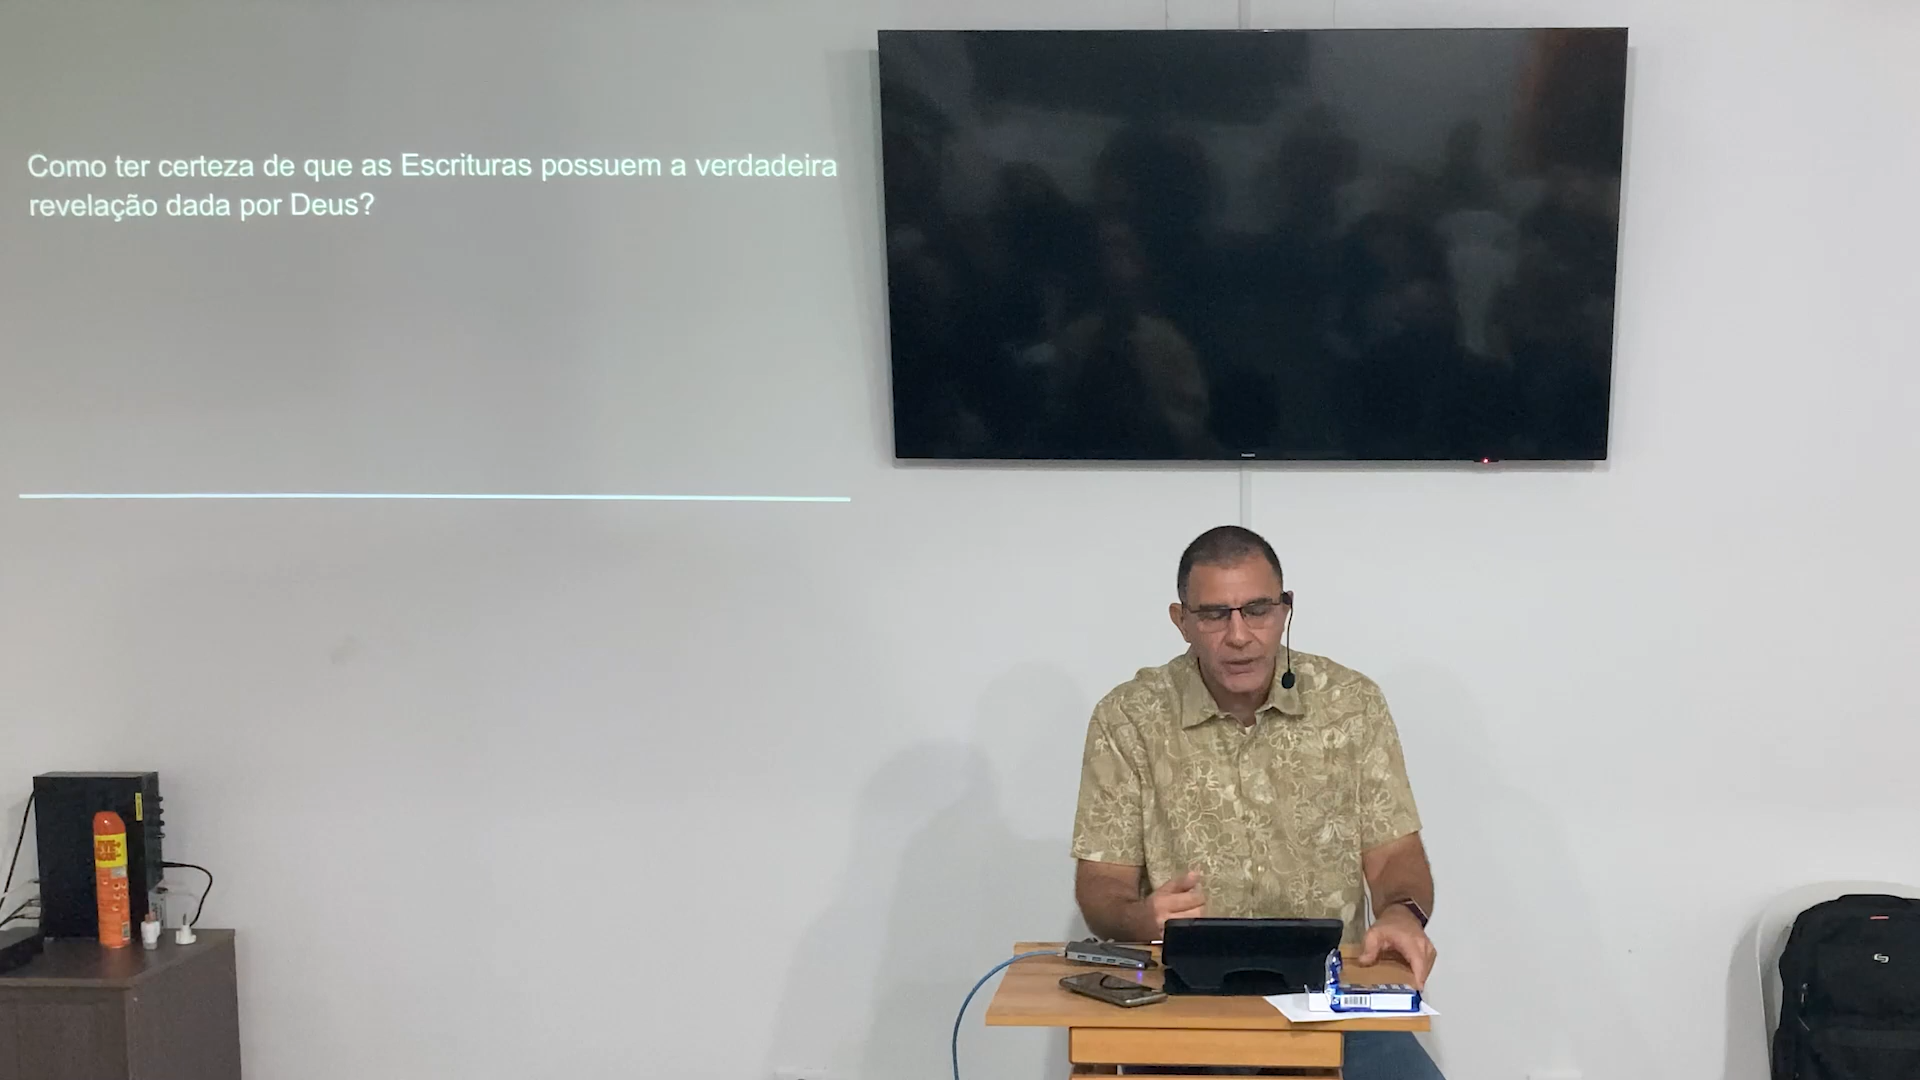 Como ter certeza de que as Escrituras possuem a verdadeira
revelação dada por Deus?